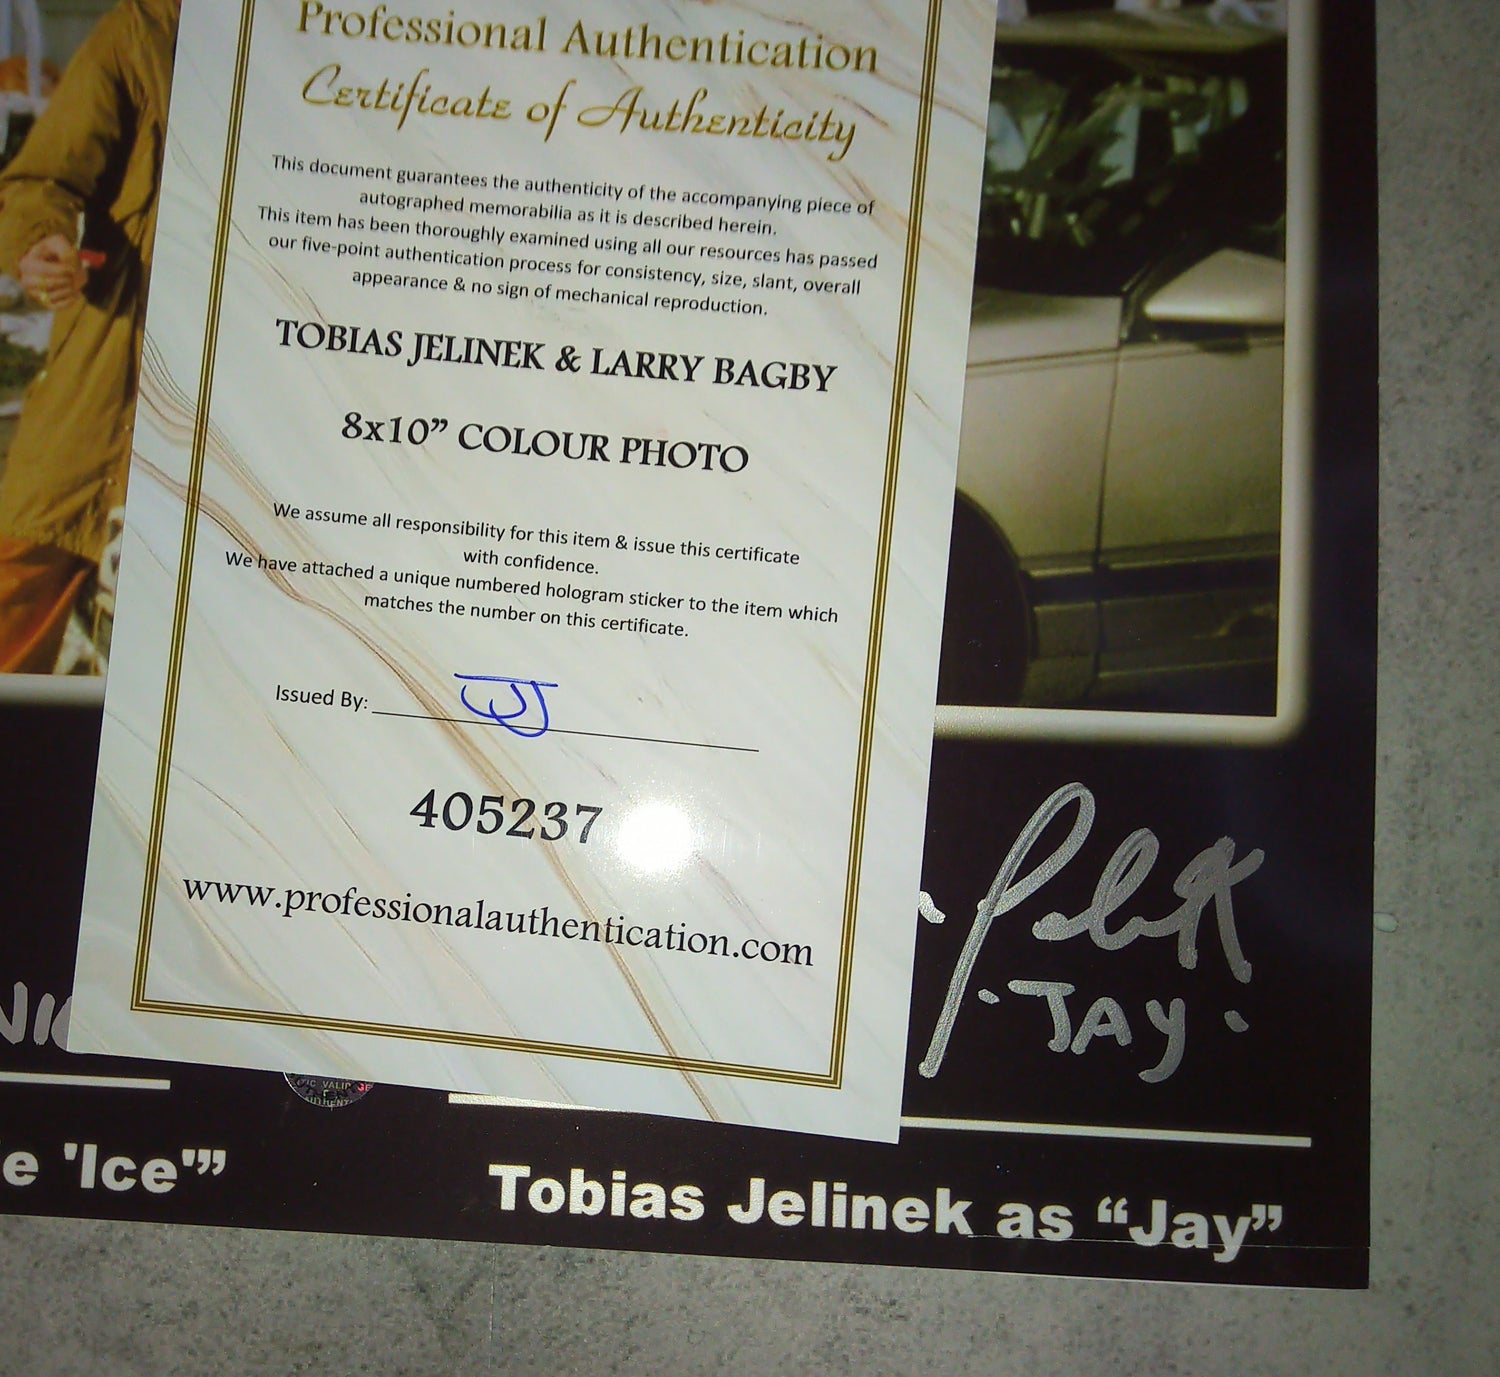 Professional Authentication
Certificate of Authenticity
This document guarantees the authenticity of the accompanying piece of
autographed memorabilia as it is described herein.
This item has been thoroughly examined using all our resources has passed
our five-point authentication process for consistency, size, slant, overall
appearance & no sign of mechanical reproduction.
TOBIAS JELINEK & LARRY BAGBY
8x10” COLOUR PHOTO
We assume all responsibility for this item & issue this certificate
with confidence.
We have attached a unique numbered hologram sticker to the item which
matches the number on this certificate.
Issued By:
405237
www.professionalauthentication.com
·JAY·
VALID
e 'Ice'”
Tobias Jelinek as “Jay”